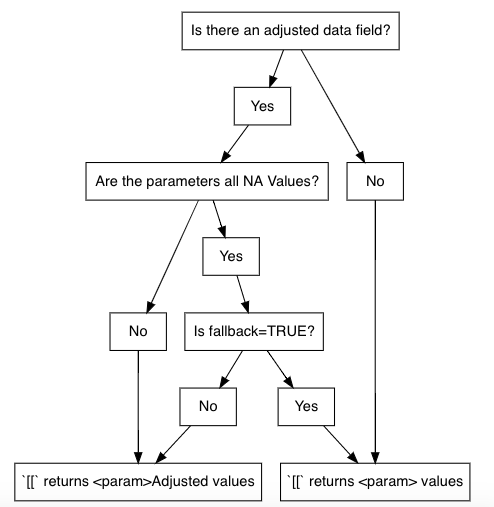 Is there an adjusted data field?
Yes
Are the parameters all NA Values?
No
Yes
No
Is fallback=TRUE?
No
Yes
`[[` returns <param>Adjusted values
`[[` returns <param> values